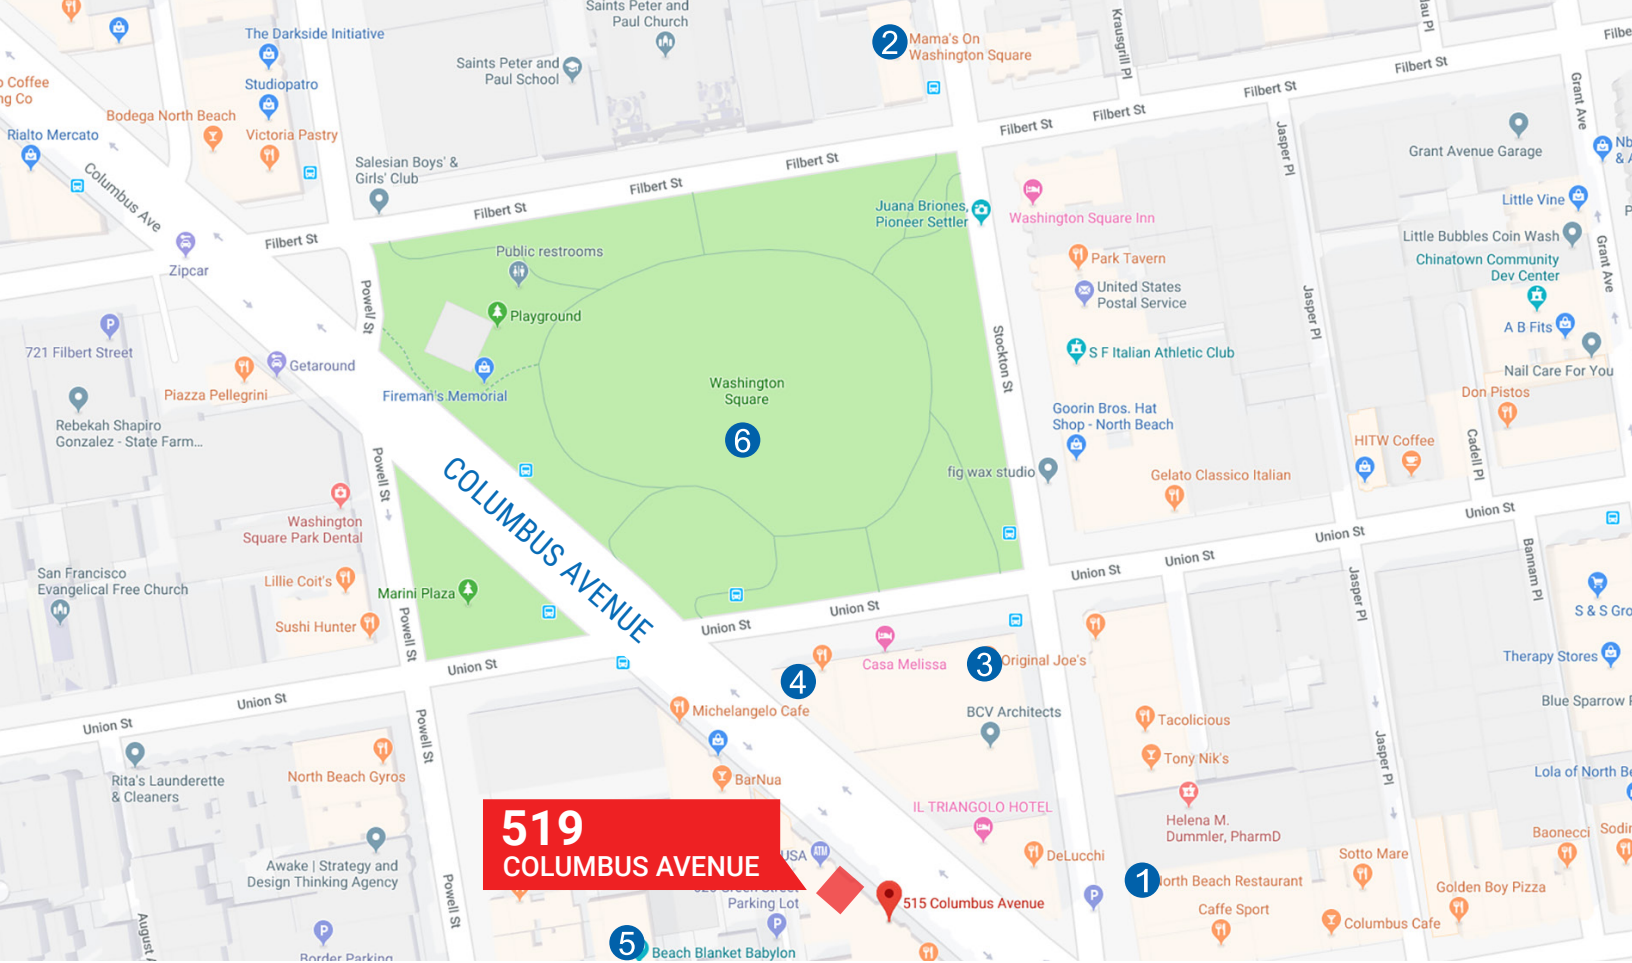 Saints Peter and
Paul Church
The Darkside Initiative
2
Mama's On
Washington Square
Krausgrill Pl
Saints Peter and
Paul School
Studiopatro
Filbert St
Coffee
ng Co
Bodega North Beach
Victoria Pastry
Rialto Mercato
Filbert St
Filbert St
Filbert St
Filbert St
Filbert St
Filbert St
Filbert St
Grant Ave
Jasper Pl
Grant Avenue Garage
Columbus Ave
Salesian Boys' &
Girls' Club
Juana Briones,
Pioneer Settler
Washington Square Inn
Little Vine
Little Bubbles Coin Wash
Grant Ave
Zipcar
Public restrooms
Park Tavern
Chinatown Community
Dev Center
Powell St
Playground
United States
Postal Service
Jasper Pl
A B Fits
721 Filbert Street
Getaround
Stockton St
S F Italian Athletic Club
Nail Care For You
Piazza Pellegrini
Fireman's Memorial
Washington
Square
Don Pistos
Rebekah Shapiro
Gonzalez - State Farm...
6
Goorin Bros. Hat
Shop - North Beach
HITW Coffee
Cadell Pl
Powell St
COLUMBUS AVENUE
fig wax studio
Gelato Classico Italian
Washington
Square Park Dental
Union St
Union St
Union St
Union St
Bannam Pl
San Francisco
Evangelical Free Church
Lillie Coit's
Marini Plaza
Jasper Pl
S & S Gro
Sushi Hunter
Powell St
Union St
Union St
Union St
Union St
Union St
Casa Melissa
3
Original Joe's
Therapy Stores
4
Michelangelo Cafe
BCV Architects
Tacolicious
Blue Sparrow
Powell St
Jasper Pl
Rita's Launderette
& Cleaners
North Beach Gyros
BarNua
Tony Nik's
Lola of North Be
519
COLUMBUS AVENUE
IL TRIANGOLO HOTEL
Helena M.
Dummler, PharmD
Baonecci
USA
ATM
DeLucchi
Sotto Mare
Awake | Strategy and
Design Thinking Agency
Powell St
Parking Lot
515 Columbus Avenue
1
orth Beach Restaurant
Golden Boy Pizza
Caffe Sport
Columbus Cafe
August
5
Beach Blanket Babylon
Border Parking